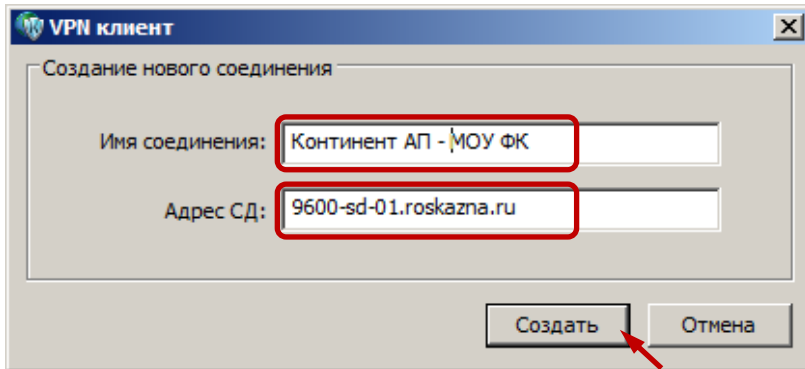 VPN клиент
Создание нового соединения
Имя соединения: Континент АП - МОУ ФК
Адрес СД: 9600-sd-01.roskazna.ru
Создать Отмена